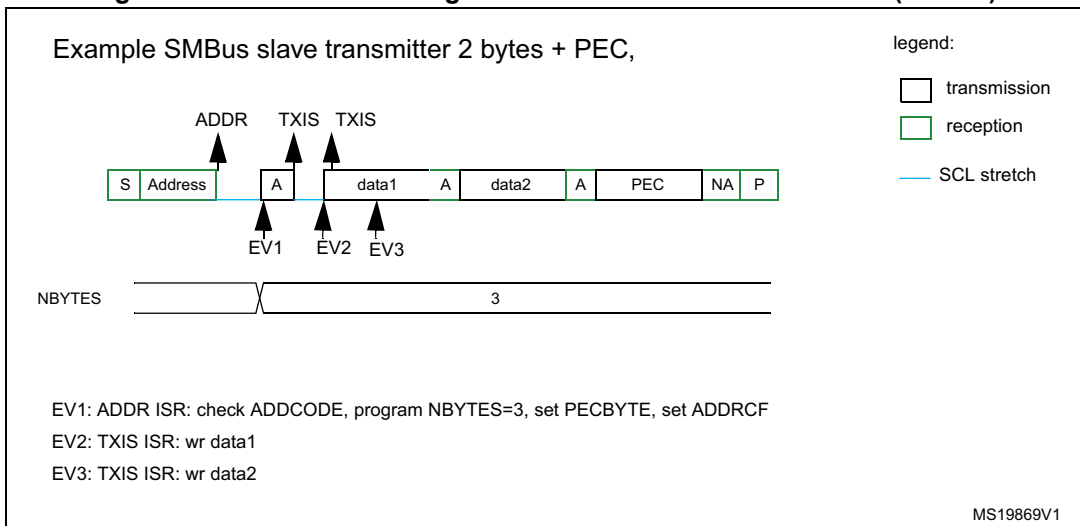 Example SMBus slave transmitter 2 bytes + PEC,
legend:
transmission
reception
SCL stretch
ADDR TXIS TXIS
S Address A data1 A data2 A PEC NA P
EV1 EV2 EV3
NBYTES 3
EV1: ADDR ISR: check ADDCODE, program NBYTES=3, set PECBYTE, set ADDRCF
EV2: TXIS ISR: wr data1
EV3: TXIS ISR: wr data2
MS19869V1